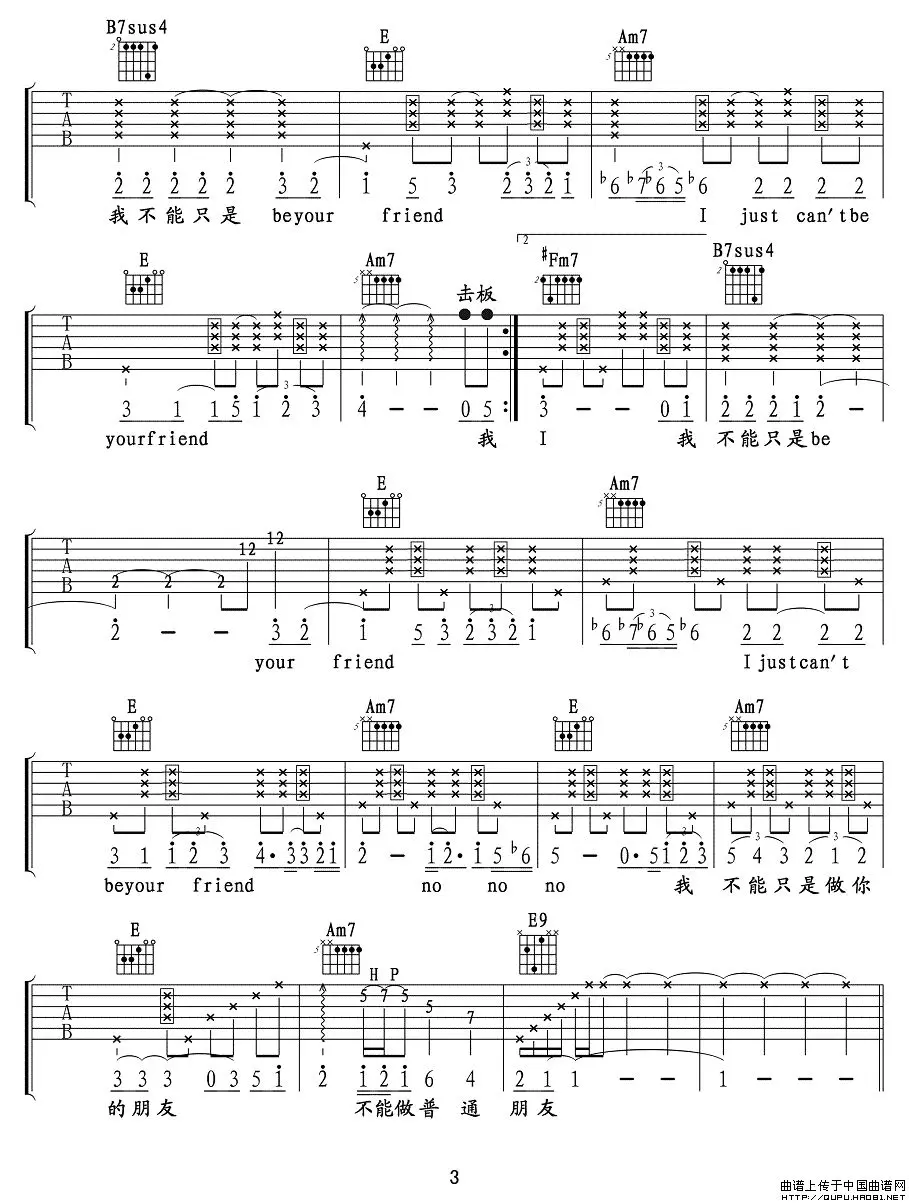 B7sus4 E Am7
2 2 2 2 2 3 2 1 5 3 2 3 2 1 ♭6 ♭7 ♭6 5 ♭6 2 2 2 2
我不能只是 beyour friend I just can'tbe
2
E Am7 击板 #Fm7 B7sus4
3 1 1 5 1 2 3 4 – – 0 5 3 – – 0 1 2 2 2 1 2 –
yourfriend 我 I 我 不能只是be
E Am7
2 2 2 12 12
2 – – 3 2 1 5 3 2 3 2 1 ♭6 ♭7 ♭6 5 ♭6 2 2 2 2
your friend Ijustcan't
E Am7 E Am7
3 1 1 2 3 4· 3 3 2 1 2 – 1 2· 1 5 ♭6 5 – 0· 5 1 2 3 5 4 3 2 1 2
beyour friend no no no 我 不能只是做你
E Am7 E9
H P
5 7 5 5 7
3 3 3 0 3 5 1 2 1 2 1 6 4 2 1 1 – – 1 – – –
的朋友 不能做普通 朋友
3
曲谱上传于中国曲谱网
HTTP://QUPU.HAO81.NET